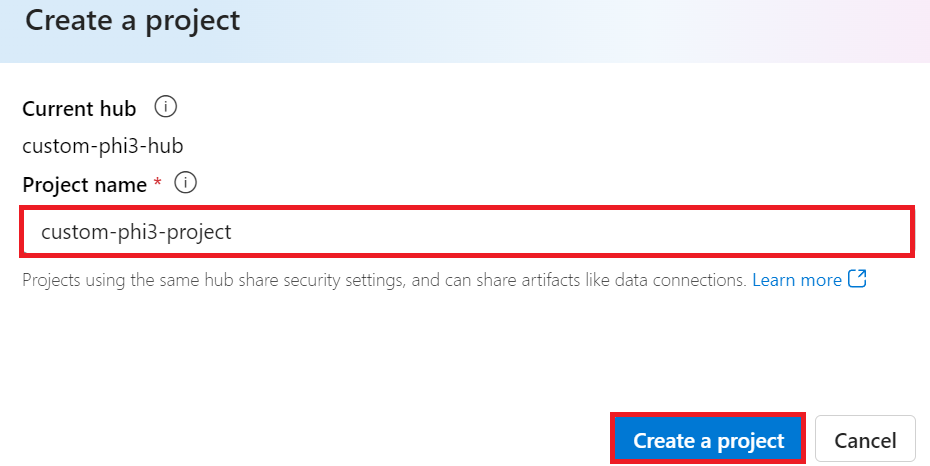 Create a project
Current hub
custom-phi3-hub
Project name *
custom-phi3-project
Projects using the same hub share security settings, and can share artifacts like data connections. Learn more
Create a project
Cancel